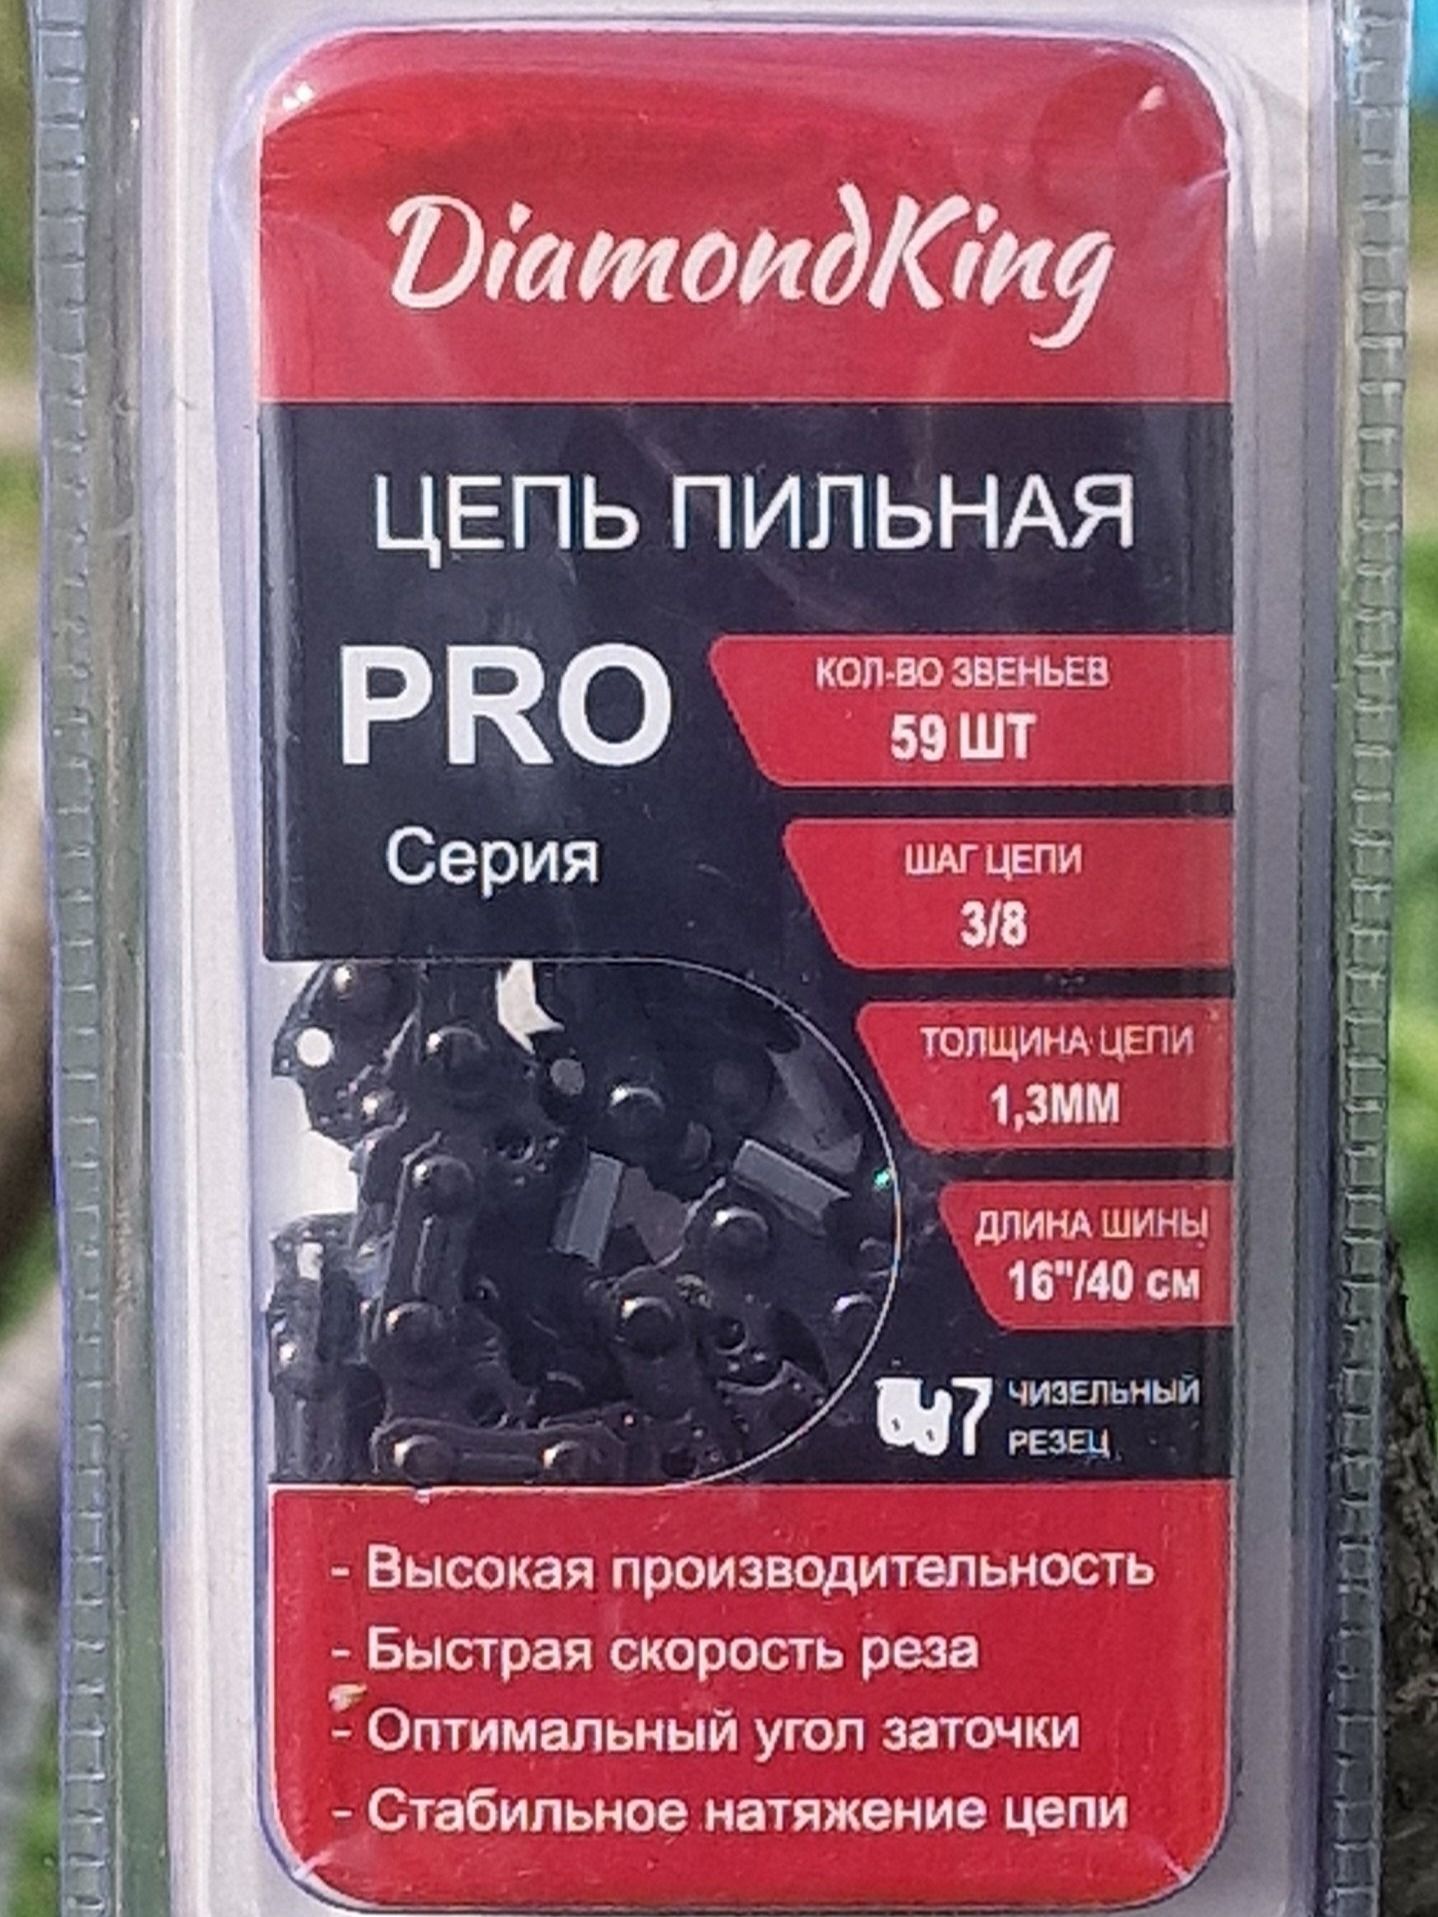 DiamondKing
ЦЕПЬ ПИЛЬНАЯ
PRO
Серия
КОЛ-ВО ЗВЕНЬЕВ
59 ШТ
ШАГ ЦЕПИ
3/8
ТОЛЩИНА ЦЕПИ
1,3ММ
ДЛИНА ШИНЫ
16"/40 см
ЧИЗЕЛЬНЫЙ
РЕЗЕЦ
- Высокая производительность
- Быстрая скорость реза
- Оптимальный угол заточки
- Стабильное натяжение цепи